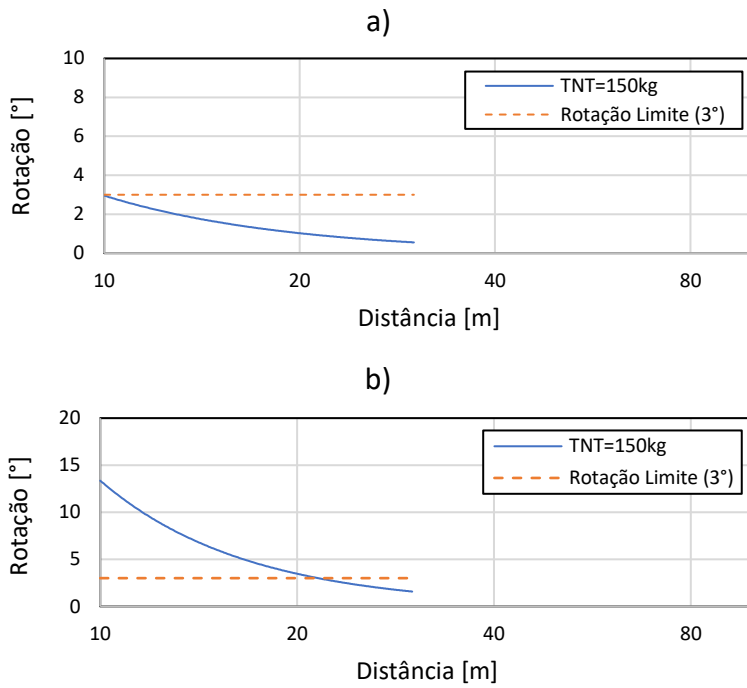 a)
10
8
6
4
2
0
Rotação [°]
TNT=150kg
Rotação Limite (3°)
10 20 40 80
Distância [m]
b)
20
15
10
5
0
Rotação [°]
TNT=150kg
Rotação Limite (3°)
10 20 40 80
Distância [m]